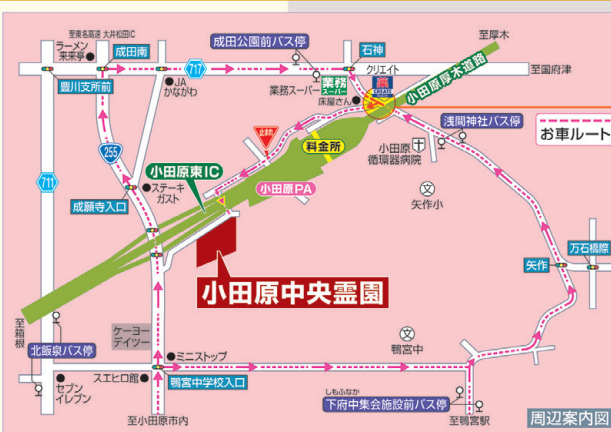 至東名高速 大井松田IC
至厚木
ラーメン
来来亭
成田南
成田公園前バス停
石神
717
豊川支所前
JA
かながわ
業務スーパー
業務
スーパー
クリエイト
CREATE
床屋さん
小田原厚木道路
至国府津
お車ルート
浅間神社バス停
止まれ
料金所
小田原
循環器病院
文
矢作小
255
711
小田原東IC
小田原PA
ステーキ
ガスト
成願寺入口
小田原中央霊園
矢作
万石橋際
至箱根
北飯泉バス停
ケーヨー
デイツー
ミニストップ
文
鴨宮中
セブン
イレブン
スエヒロ館
鴨宮中学校入口
しもふなか
下府中集会施設前バス停
至小田原市内
至鴨宮駅
周辺案内図